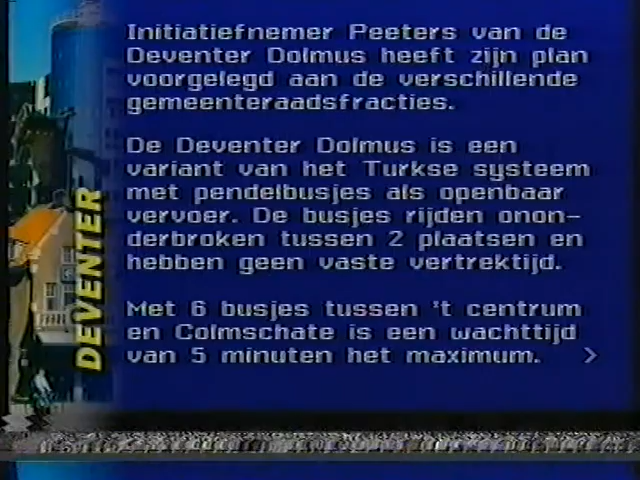 Initiatiefnemer Peeters van de
Deventer Dolmus heeft zijn plan
voorgelegd aan de verschillende
gemeenteraadsfracties.
De Deventer Dolmus is een
variant van het Turkse systeem
met pendelbusjes als openbaar
vervoer. De busjes rijden onon-
derbroken tussen 2 plaatsen en
hebben geen vaste vertrektijd.
Met 6 busjes tussen 't centrum
en Colmschate is een wachttijd
van 5 minuten het maximum. >
DEVENTER